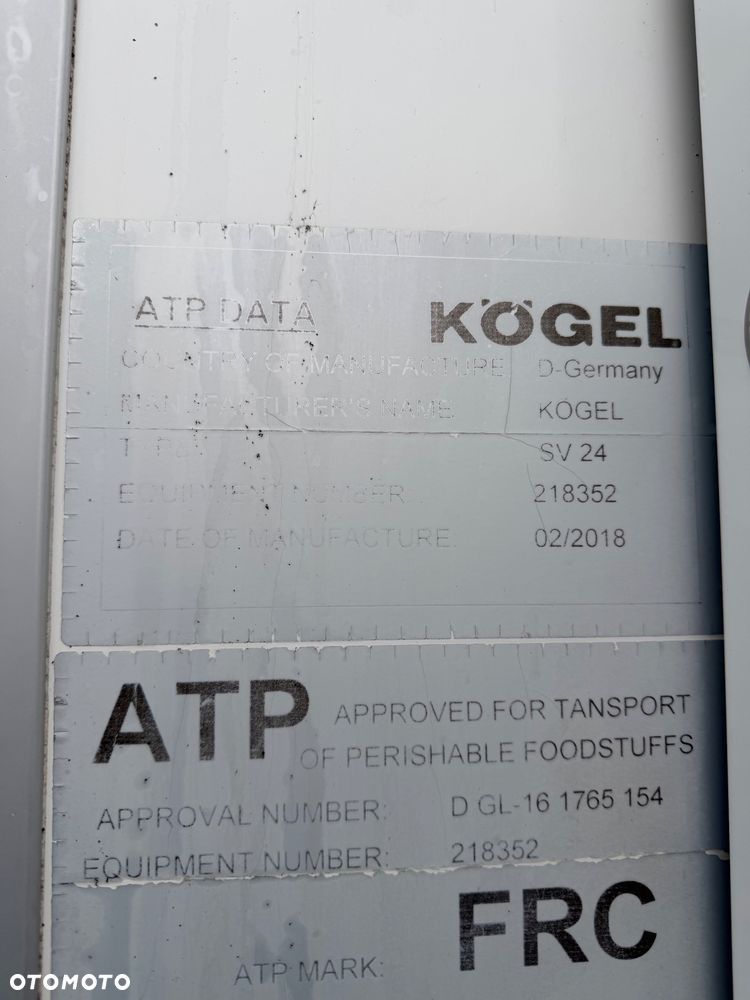 ATP DATA KÖGEL
COUNTRY OF MANUFACTURE: D-Germany
MANUFACTURER'S NAME: KÖGEL
SV 24
EQUIPMENT NUMBER: 218352
DATE OF MANUFACTURE: 02/2018
ATP APPROVED FOR TANSPORT
OF PERISHABLE FOODSTUFFS
APPROVAL NUMBER: D GL-16 1765 154
EQUIPMENT NUMBER: 218352
ATP MARK: FRC
OTOMOTO